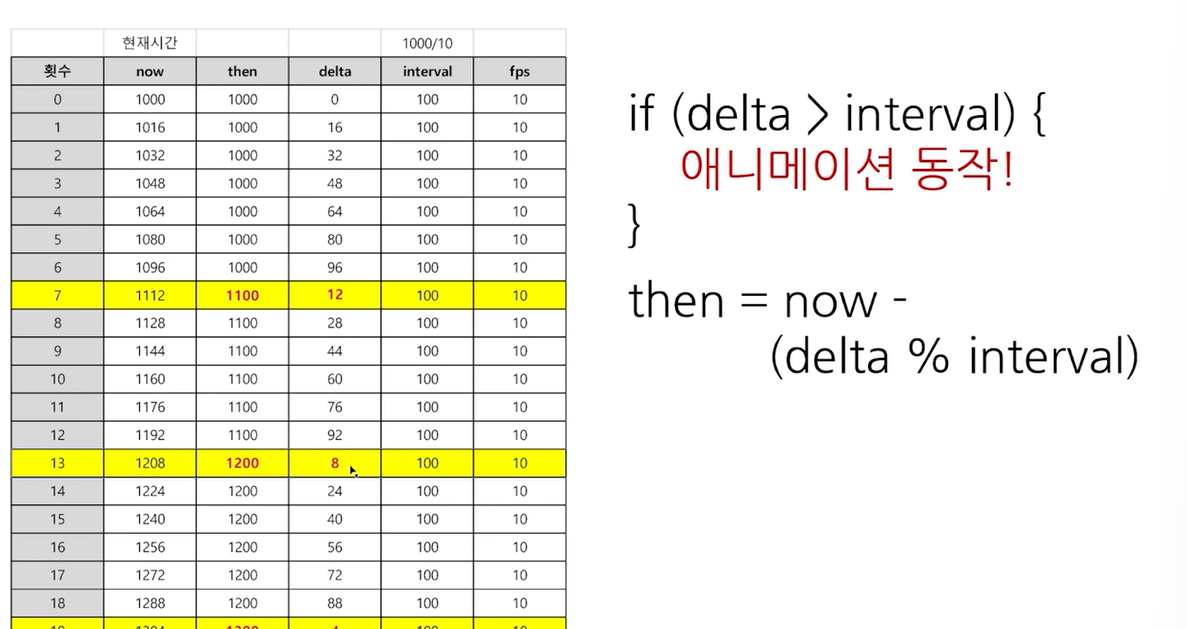 현재시간 1000/10
횟수 now then delta interval fps
0 1000 1000 0 100 10
1 1016 1000 16 100 10
2 1032 1000 32 100 10
3 1048 1000 48 100 10
4 1064 1000 64 100 10
5 1080 1000 80 100 10
6 1096 1000 96 100 10
7 1112 1100 12 100 10
8 1128 1100 28 100 10
9 1144 1100 44 100 10
10 1160 1100 60 100 10
11 1176 1100 76 100 10
12 1192 1100 92 100 10
13 1208 1200 8 100 10
14 1224 1200 24 100 10
15 1240 1200 40 100 10
16 1256 1200 56 100 10
17 1272 1200 72 100 10
18 1288 1200 88 100 10
if (delta > interval) {
애니메이션 동작!
}
then = now -
(delta % interval)